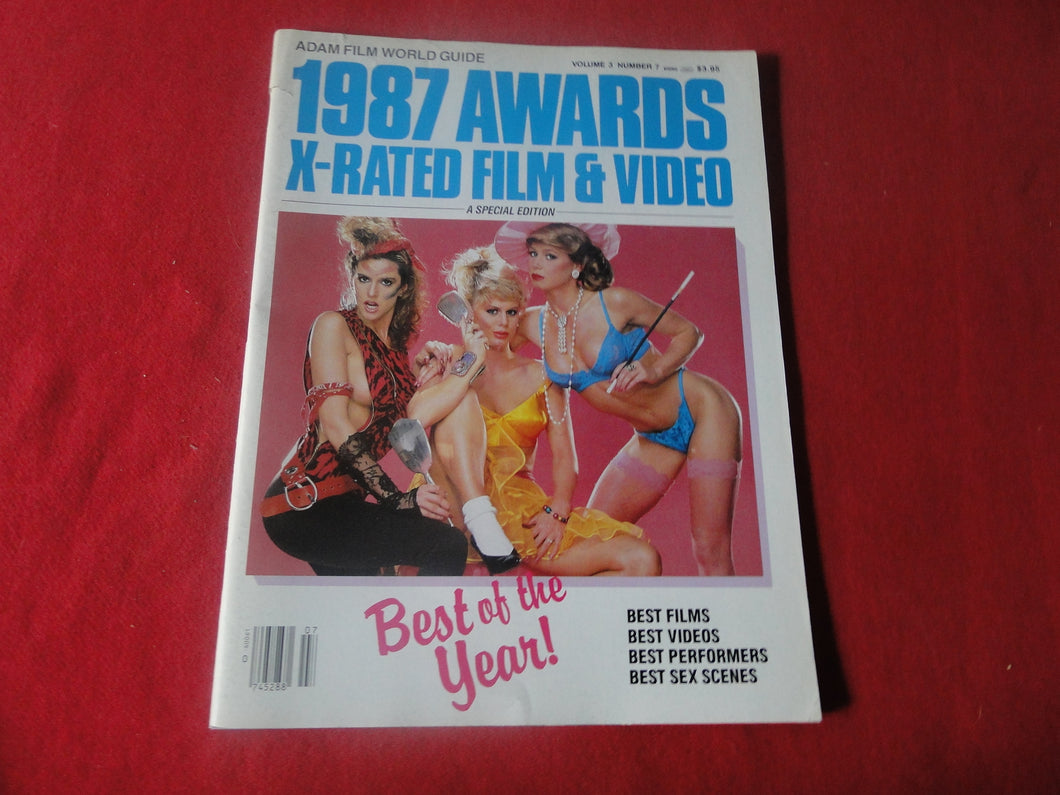 ADAM FILM WORLD GUIDE
VOLUME 3 NUMBER 7 $3.95
1987 AWARDS
X-RATED FILM & VIDEO
A SPECIAL EDITION
Best of the
Year!
BEST FILMS
BEST VIDEOS
BEST PERFORMERS
BEST SEX SCENES
07
0
745288